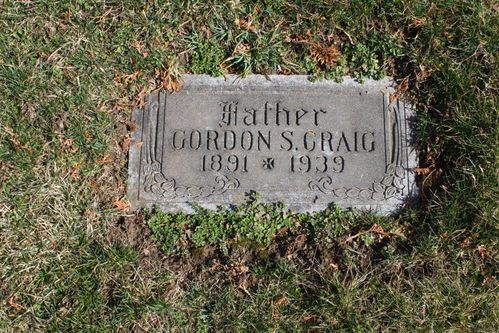 Father
GORDON S. CRAIG
1891 ✠ 1939